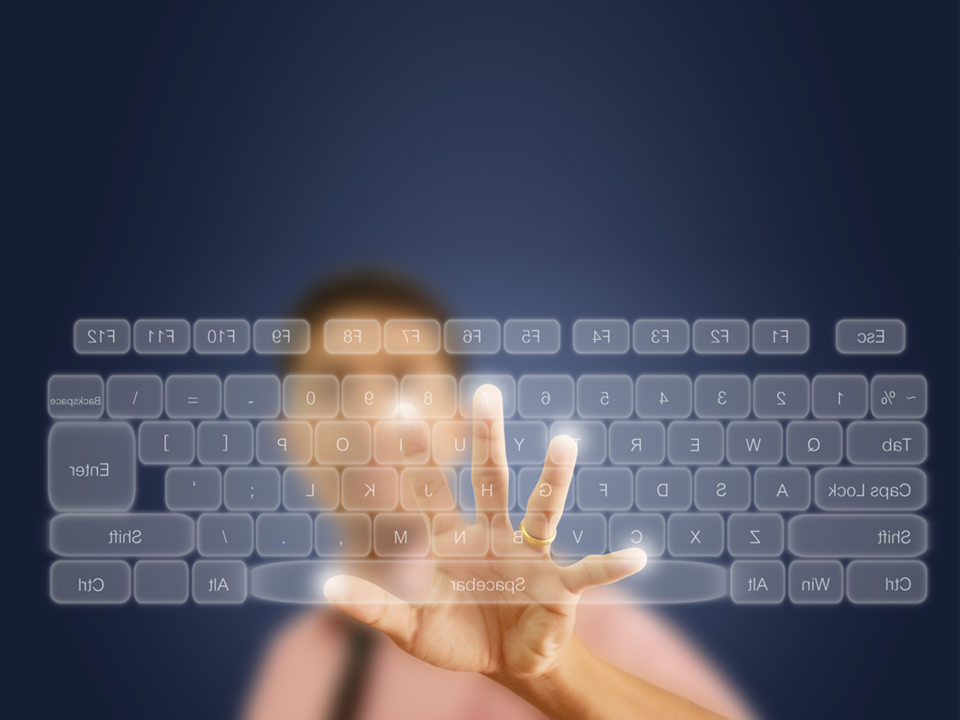 Esc F1 F2 F3 F4 F5 F6 F7 F8 F9 F10 F11 F12
~ % 1 2 3 4 5 6 7 8 9 0 - = \ Backspace
Tab Q W E R T Y U I O P [ ]
Caps Lock A S D F G H J K L ; ' Enter
Shift Z X C V B N M , . / Shift
Ctrl Win Alt Spacebar Alt Ctrl